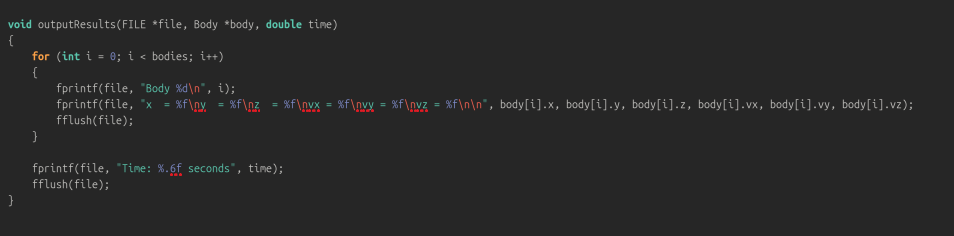 void outputResults(FILE *file, Body *body, double time)
{
    for (int i = 0; i < bodies; i++)
    {
        fprintf(file, "Body %d\n", i);
        fprintf(file, "x  = %f\ny  = %f\nz  = %f\nvx = %f\nvy = %f\nvz = %f\n\n", body[i].x, body[i].y, body[i].z, body[i].vx, body[i].vy, body[i].vz);
        fflush(file);
    }

    fprintf(file, "Time: %.6f seconds", time);
    fflush(file);
}